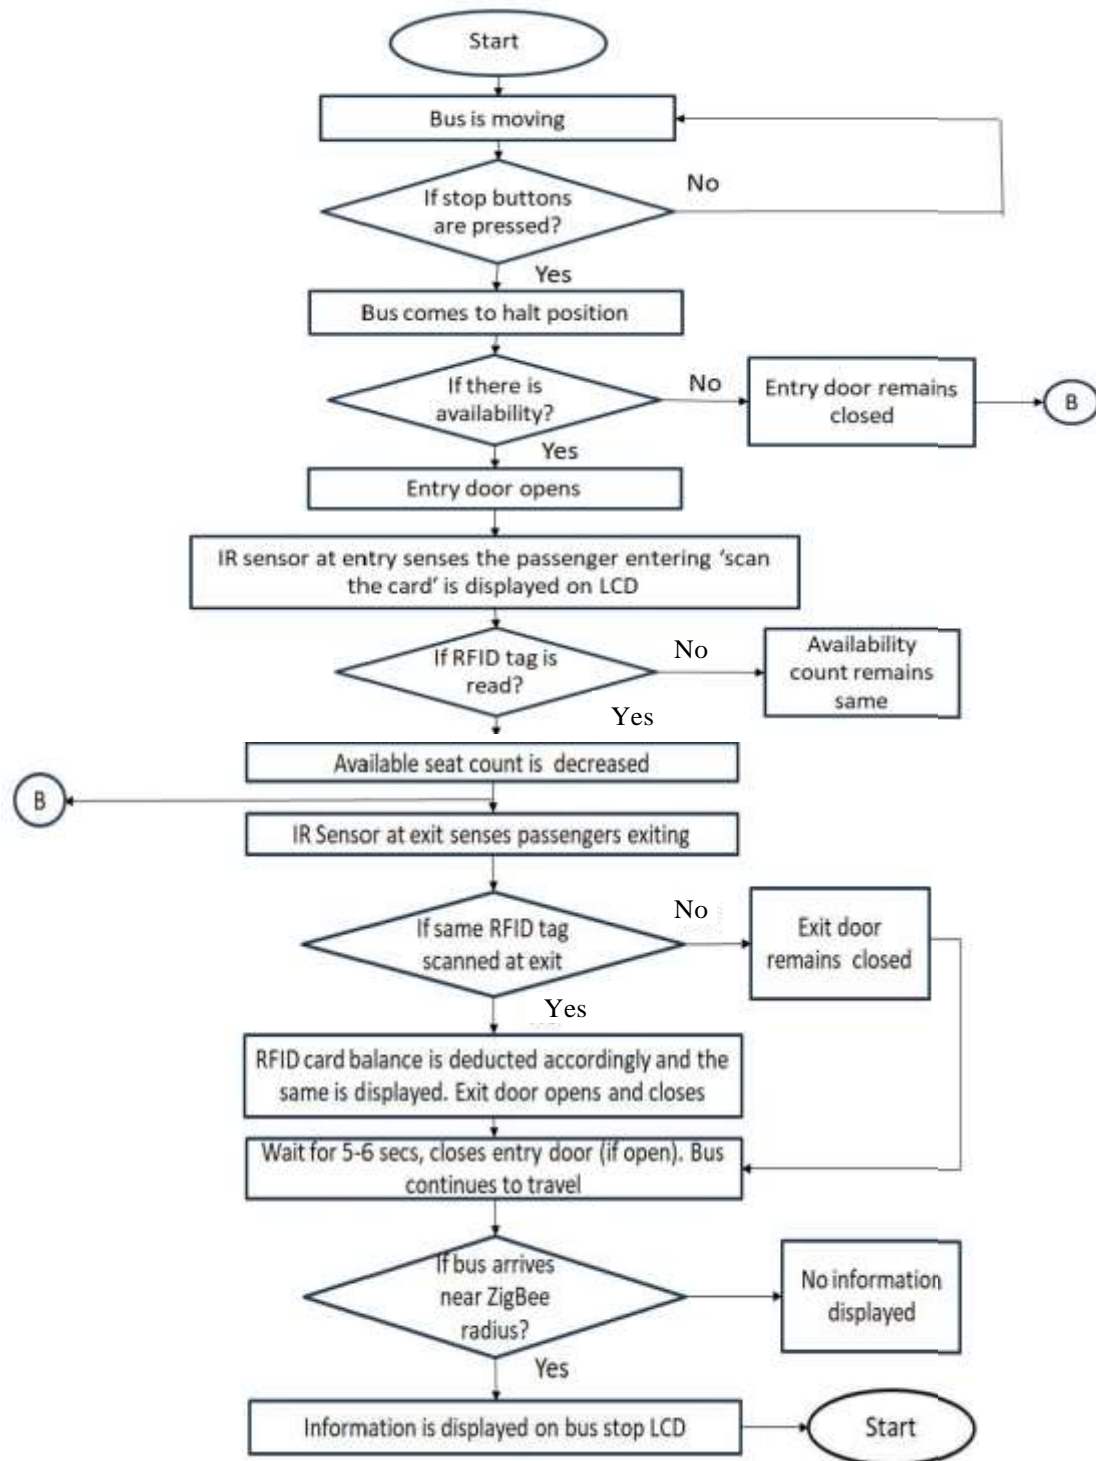 Start
Bus is moving
If stop buttons
are pressed?
No
Yes
Bus comes to halt position
If there is
availability?
No
Entry door remains
closed
B
Yes
Entry door opens
IR sensor at entry senses the passenger entering ‘scan
the card’ is displayed on LCD
If RFID tag is
read?
No
Availability
count remains
same
Yes
Available seat count is decreased
B
IR Sensor at exit senses passengers exiting
If same RFID tag
scanned at exit
No
Exit door
remains closed
Yes
RFID card balance is deducted accordingly and the
same is displayed. Exit door opens and closes
Wait for 5-6 secs, closes entry door (if open). Bus
continues to travel
If bus arrives
near ZigBee
radius?
No information
displayed
Yes
Information is displayed on bus stop LCD
Start